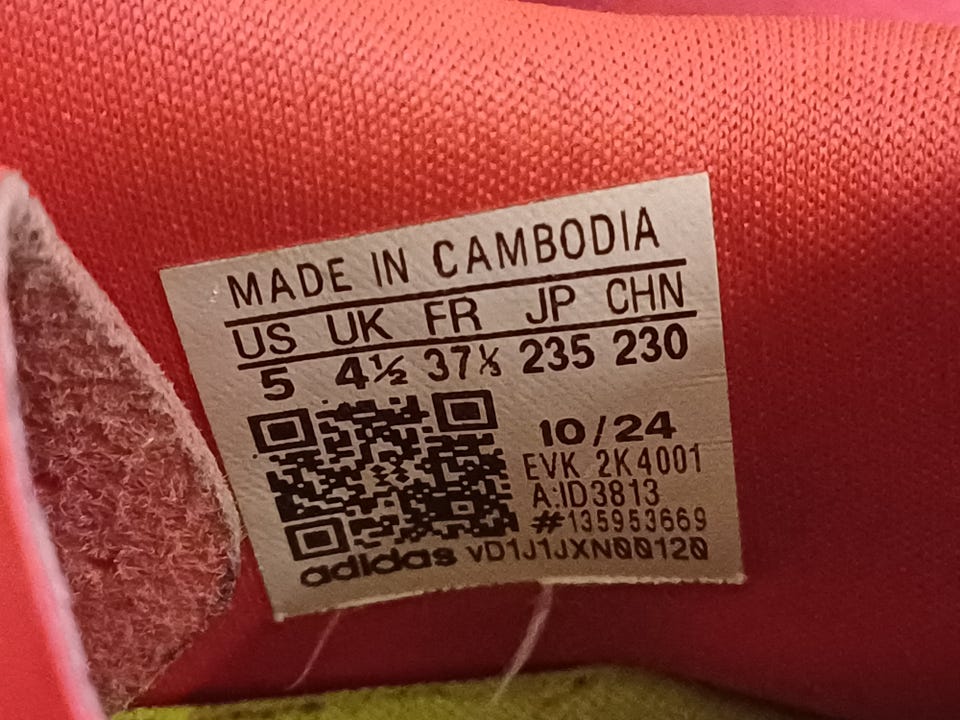 MADE IN CAMBODIA
US UK FR JP CHN
5 4½ 37⅓ 235 230
10/24
EVK 2K4001
A:ID3813
#135953669
adidas VD1J1JXN00120